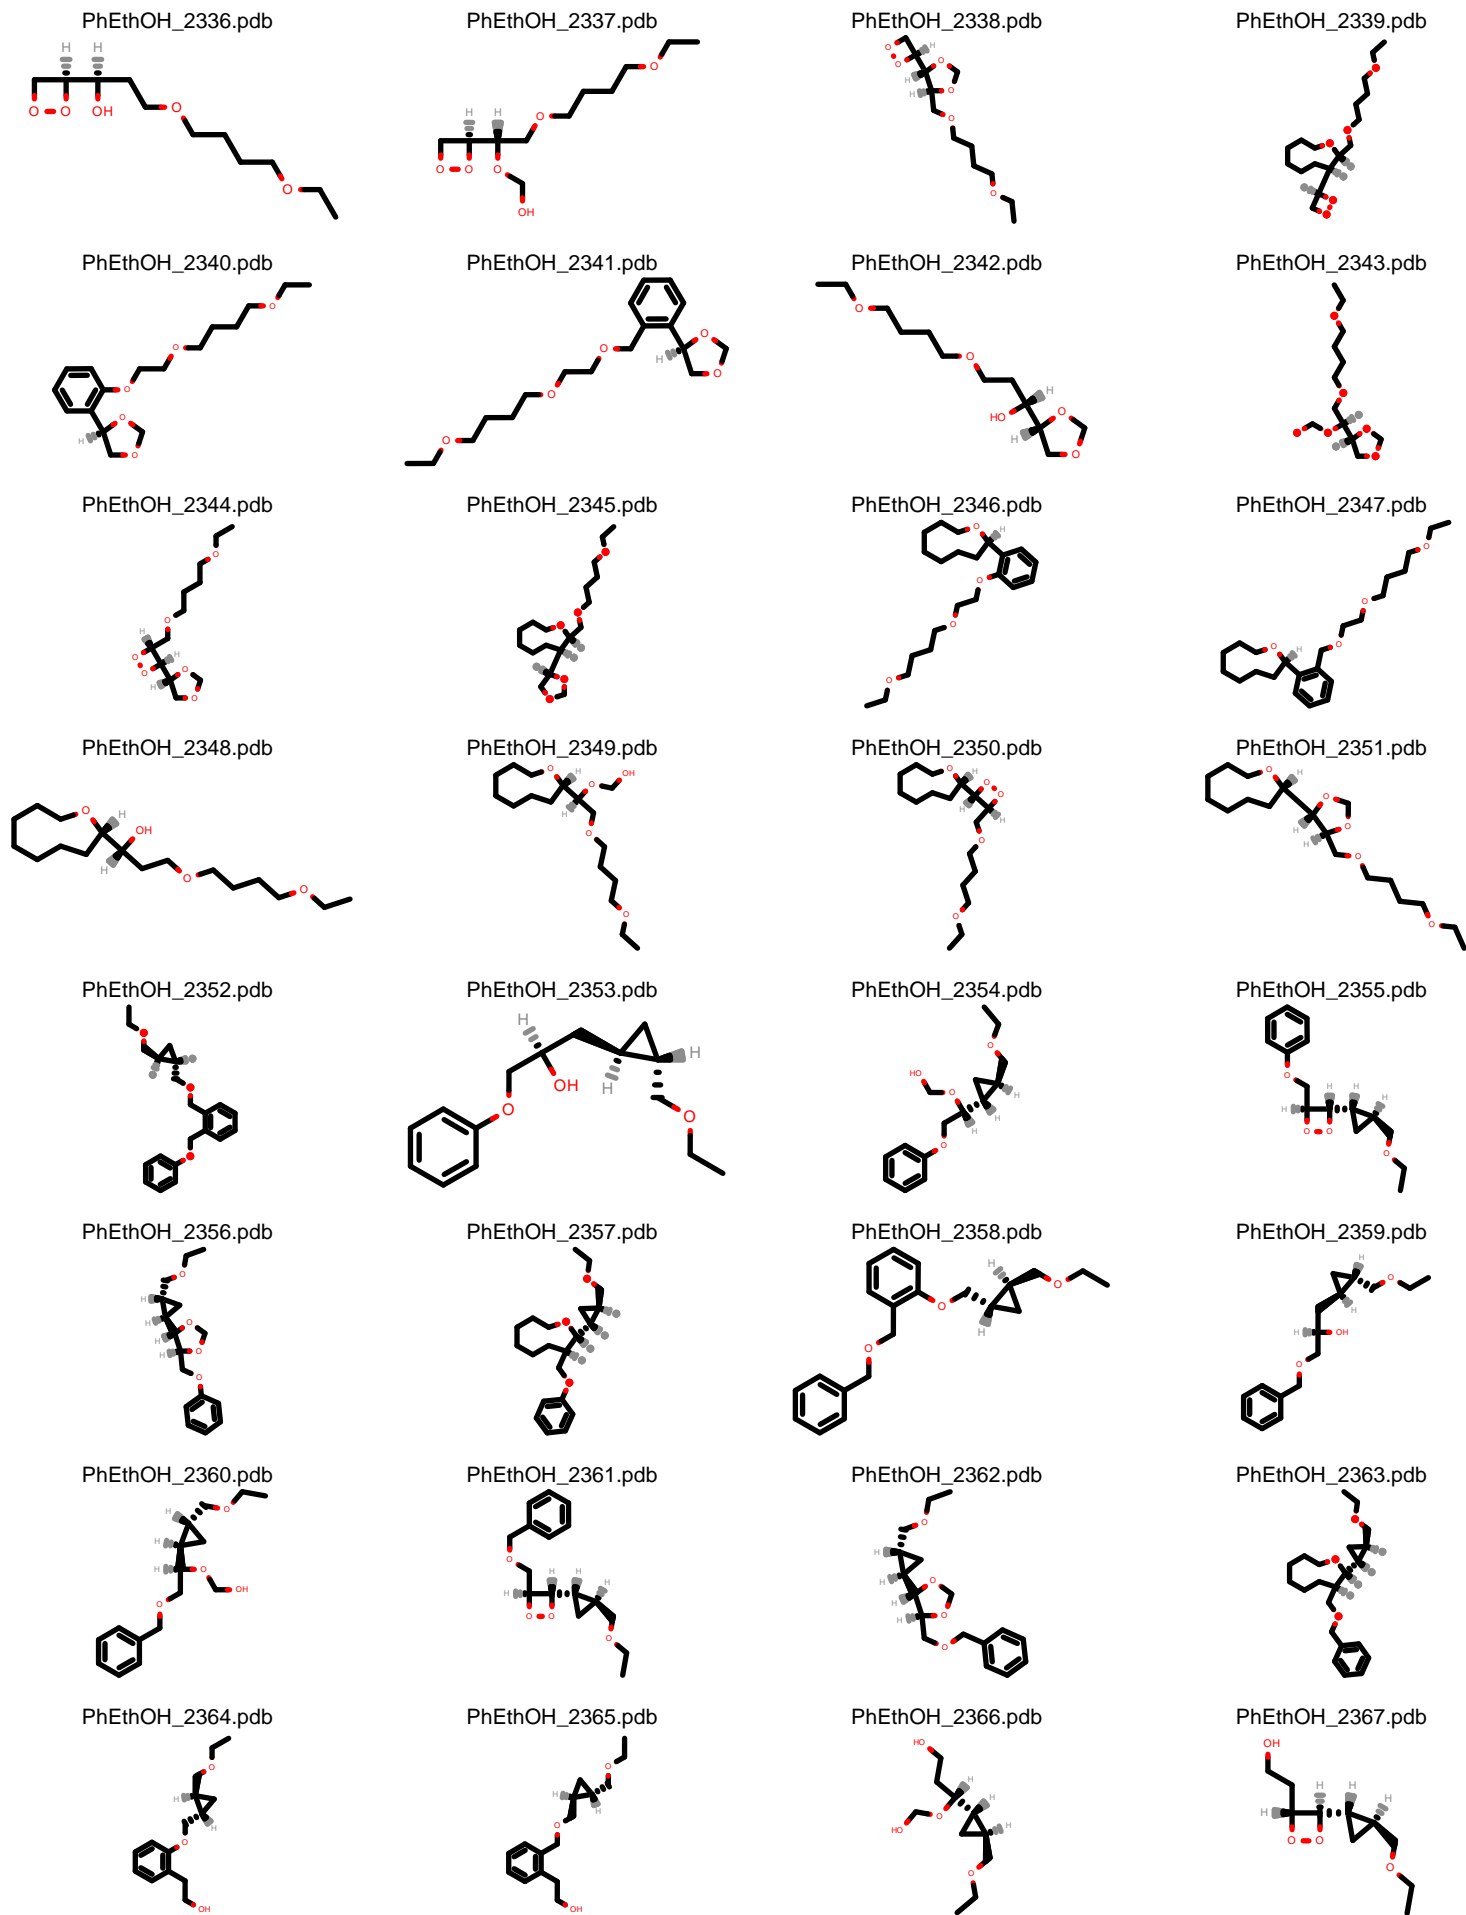 PhEthOH_2336.pdb PhEthOH_2337.pdb PhEthOH_2338.pdb PhEthOH_2339.pdb
PhEthOH_2340.pdb PhEthOH_2341.pdb PhEthOH_2342.pdb PhEthOH_2343.pdb
PhEthOH_2344.pdb PhEthOH_2345.pdb PhEthOH_2346.pdb PhEthOH_2347.pdb
PhEthOH_2348.pdb PhEthOH_2349.pdb PhEthOH_2350.pdb PhEthOH_2351.pdb
PhEthOH_2352.pdb PhEthOH_2353.pdb PhEthOH_2354.pdb PhEthOH_2355.pdb
PhEthOH_2356.pdb PhEthOH_2357.pdb PhEthOH_2358.pdb PhEthOH_2359.pdb
PhEthOH_2360.pdb PhEthOH_2361.pdb PhEthOH_2362.pdb PhEthOH_2363.pdb
PhEthOH_2364.pdb PhEthOH_2365.pdb PhEthOH_2366.pdb PhEthOH_2367.pdb